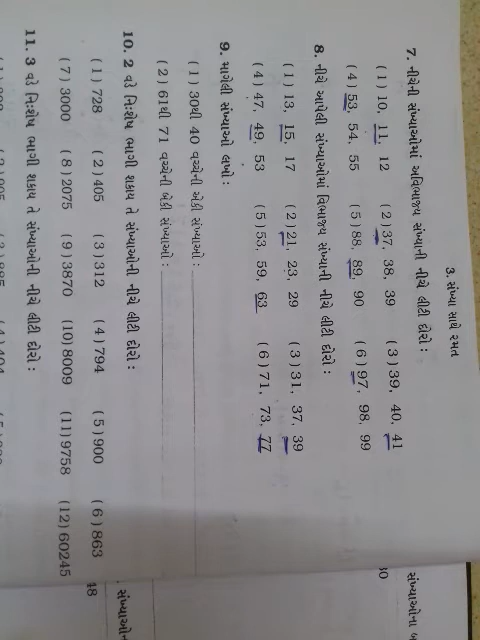 3. સંખ્યા સાથે રમત
7. નીચેની સંખ્યાઓમાં અવિભાજ્ય સંખ્યાની નીચે લીટી દોરો :
(1) 10, 11, 12 (2) 37, 38, 39 (3) 39, 40, 41
(4) 53, 54, 55 (5) 88, 89, 90 (6) 97, 98, 99
8. નીચે આપેલી સંખ્યાઓમાં વિભાજ્ય સંખ્યાની નીચે લીટી દોરો :
(1) 13, 15, 17 (2) 21, 23, 29 (3) 31, 37, 39
(4) 47, 49, 53 (5) 53, 59, 63 (6) 71, 73, 77
9. માગેલી સંખ્યાઓ લખો :
(1) 30થી 40 વચ્ચેની એકી સંખ્યાઓ :
(2) 61થી 71 વચ્ચેની બેકી સંખ્યાઓ :
10. 2 વડે નિઃશેષ ભાગી શકાય તે સંખ્યાઓની નીચે લીટી દોરો :
(1) 728 (2) 405 (3) 312 (4) 794 (5) 900 (6) 863
(7) 3000 (8) 2075 (9) 3870 (10) 8009 (11) 9758 (12) 60245
11. 3 વડે નિઃશેષ ભાગી શકાય તે સંખ્યાઓની નીચે લીટી દોરો :
સંખ્યાઓના